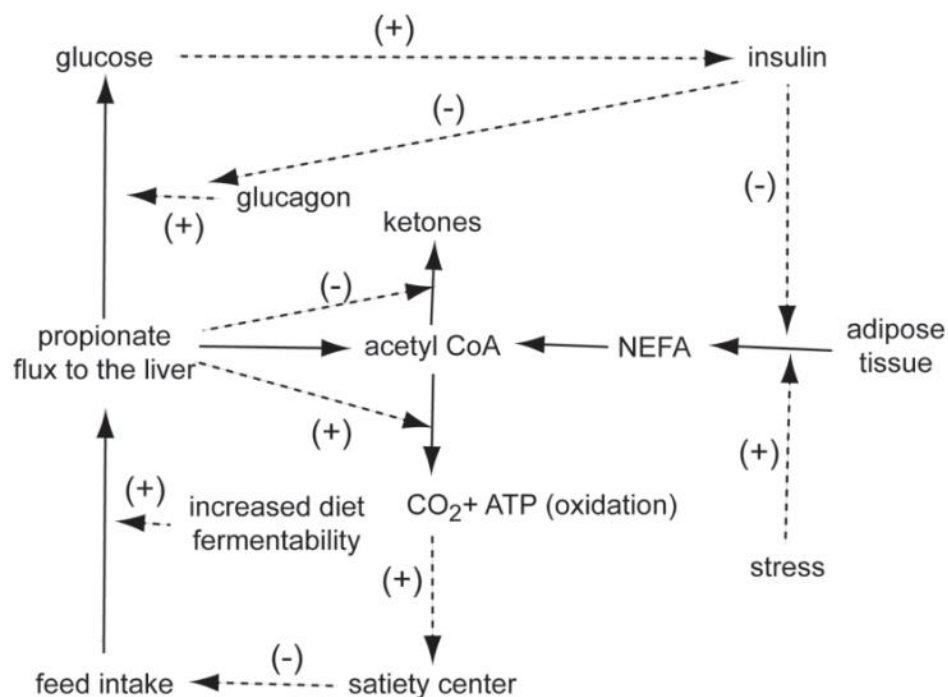 (+)
glucose
insulin
(-)
(-)
glucagon
(+)
ketones
(-)
propionate
flux to the liver
acetyl CoA
NEFA
adipose
tissue
(+)
(+)
(+)
increased diet
fermentability
CO2+ ATP (oxidation)
stress
(+)
(-)
feed intake
satiety center